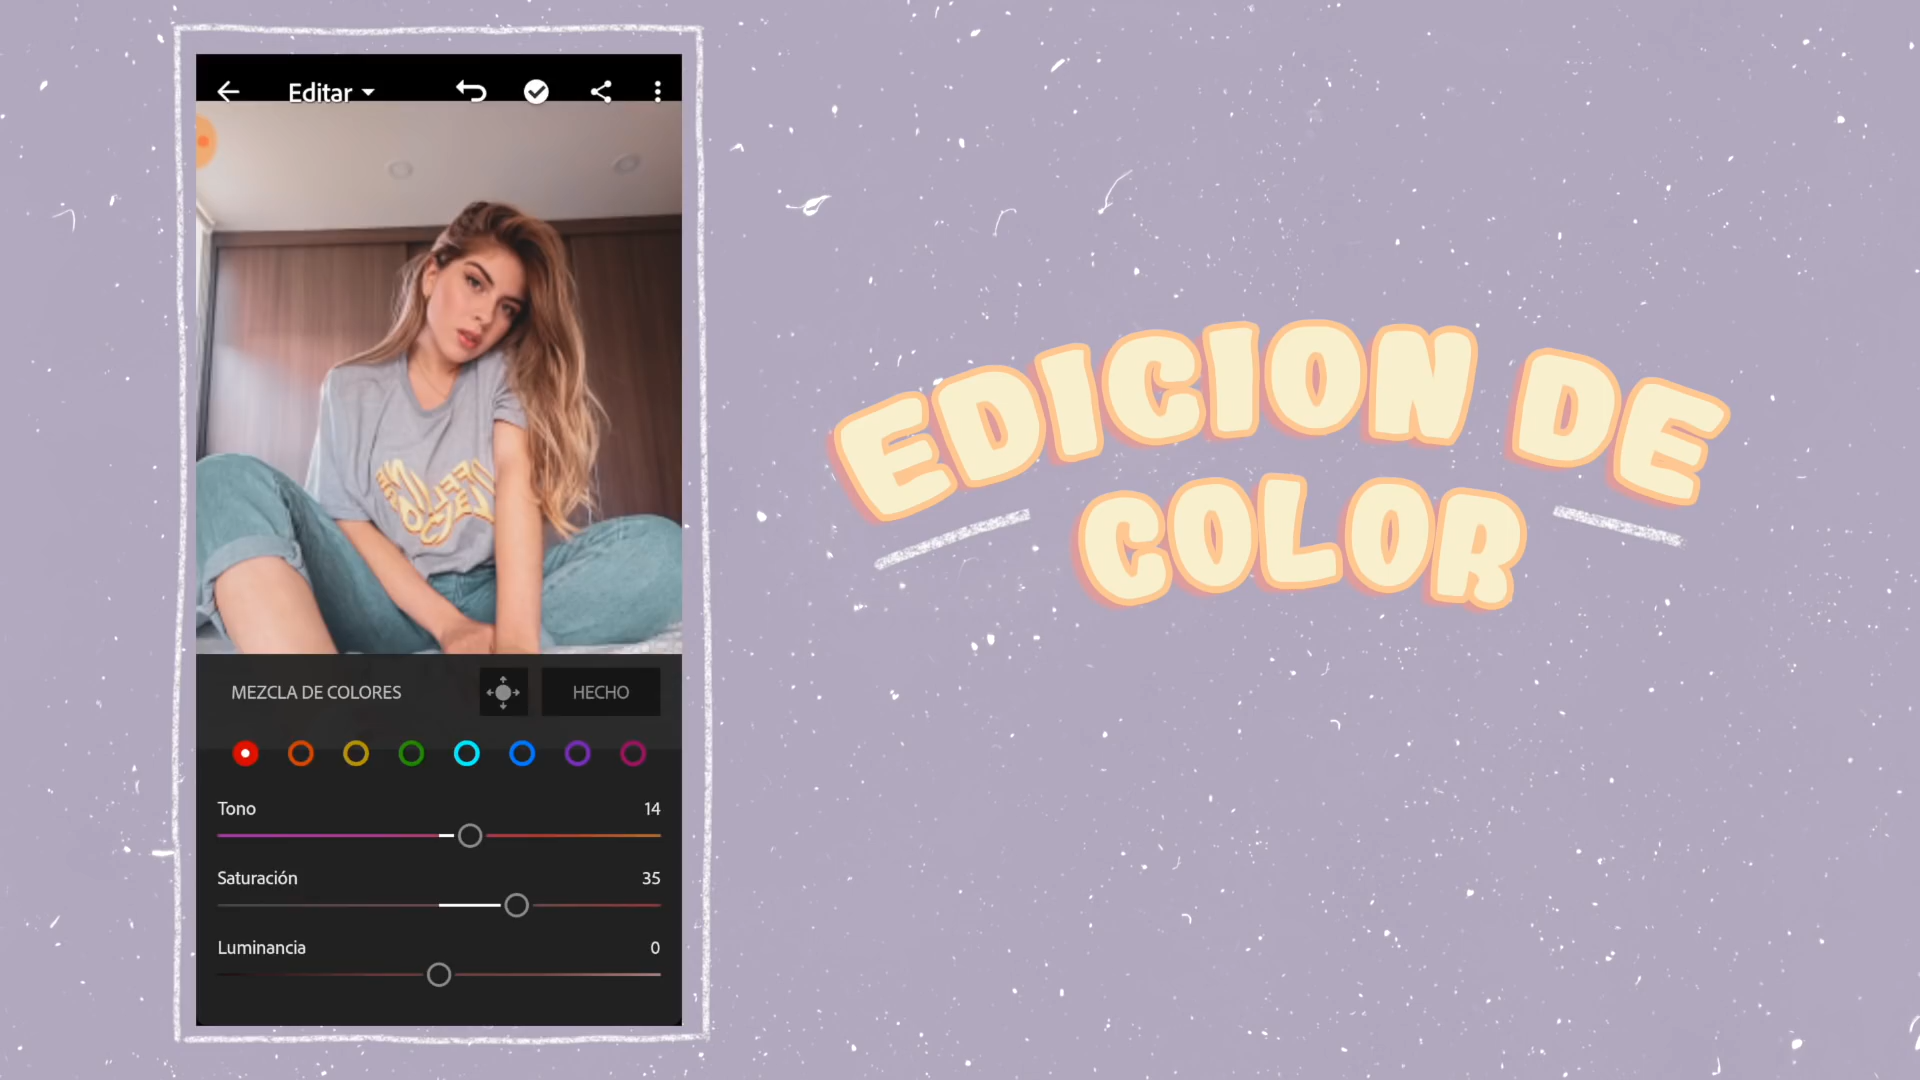 Editar
MEZCLA DE COLORES
HECHO
Tono
14
Saturación
35
Luminancia
0
EDICION DE
COLOR